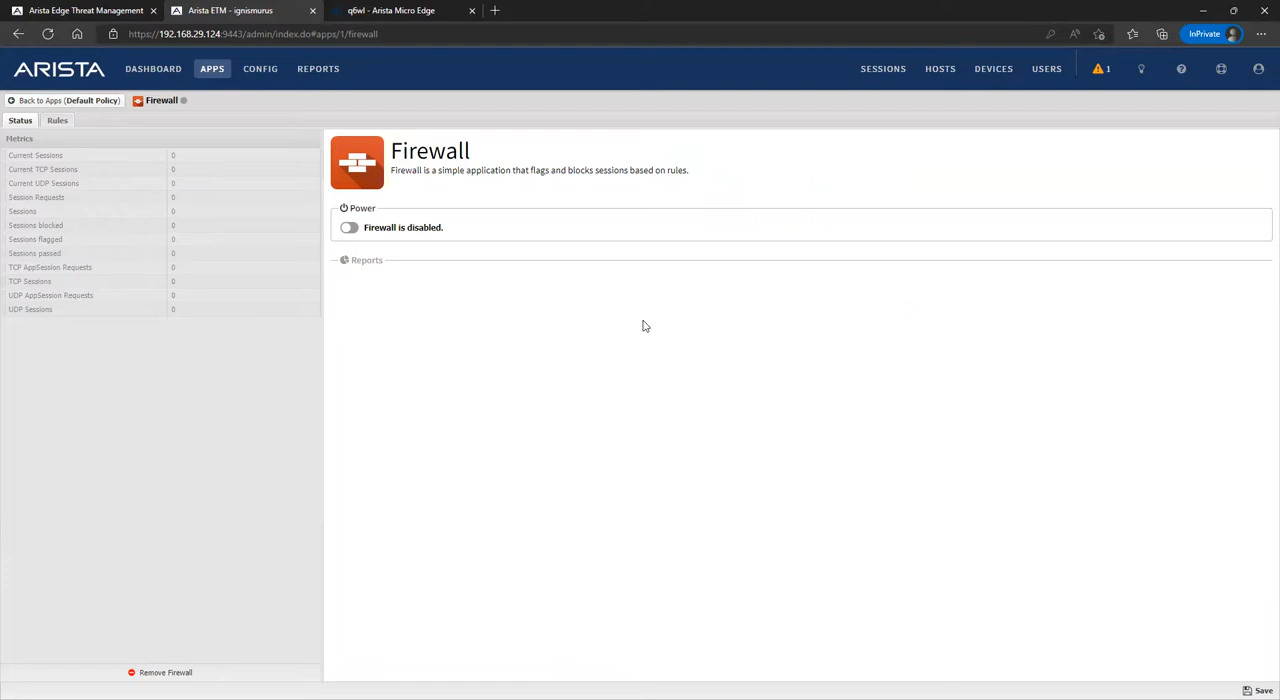 Arista Edge Threat Management
Arista ETM - ignismurus
q6wl - Arista Micro Edge
https://192.168.29.124:9443/admin/index.do#apps/1/firewall
InPrivate
ARISTA DASHBOARD APPS CONFIG REPORTS SESSIONS HOSTS DEVICES USERS 1
Back to Apps (Default Policy) Firewall
Status Rules
Metrics
Current Sessions 0
Current TCP Sessions 0
Current UDP Sessions 0
Session Requests 0
Sessions 0
Sessions blocked 0
Sessions flagged 0
Sessions passed 0
TCP AppSession Requests 0
TCP Sessions 0
UDP AppSession Requests 0
UDP Sessions 0
Remove Firewall
Firewall
Firewall is a simple application that flags and blocks sessions based on rules.
Power
Firewall is disabled.
Reports
Save